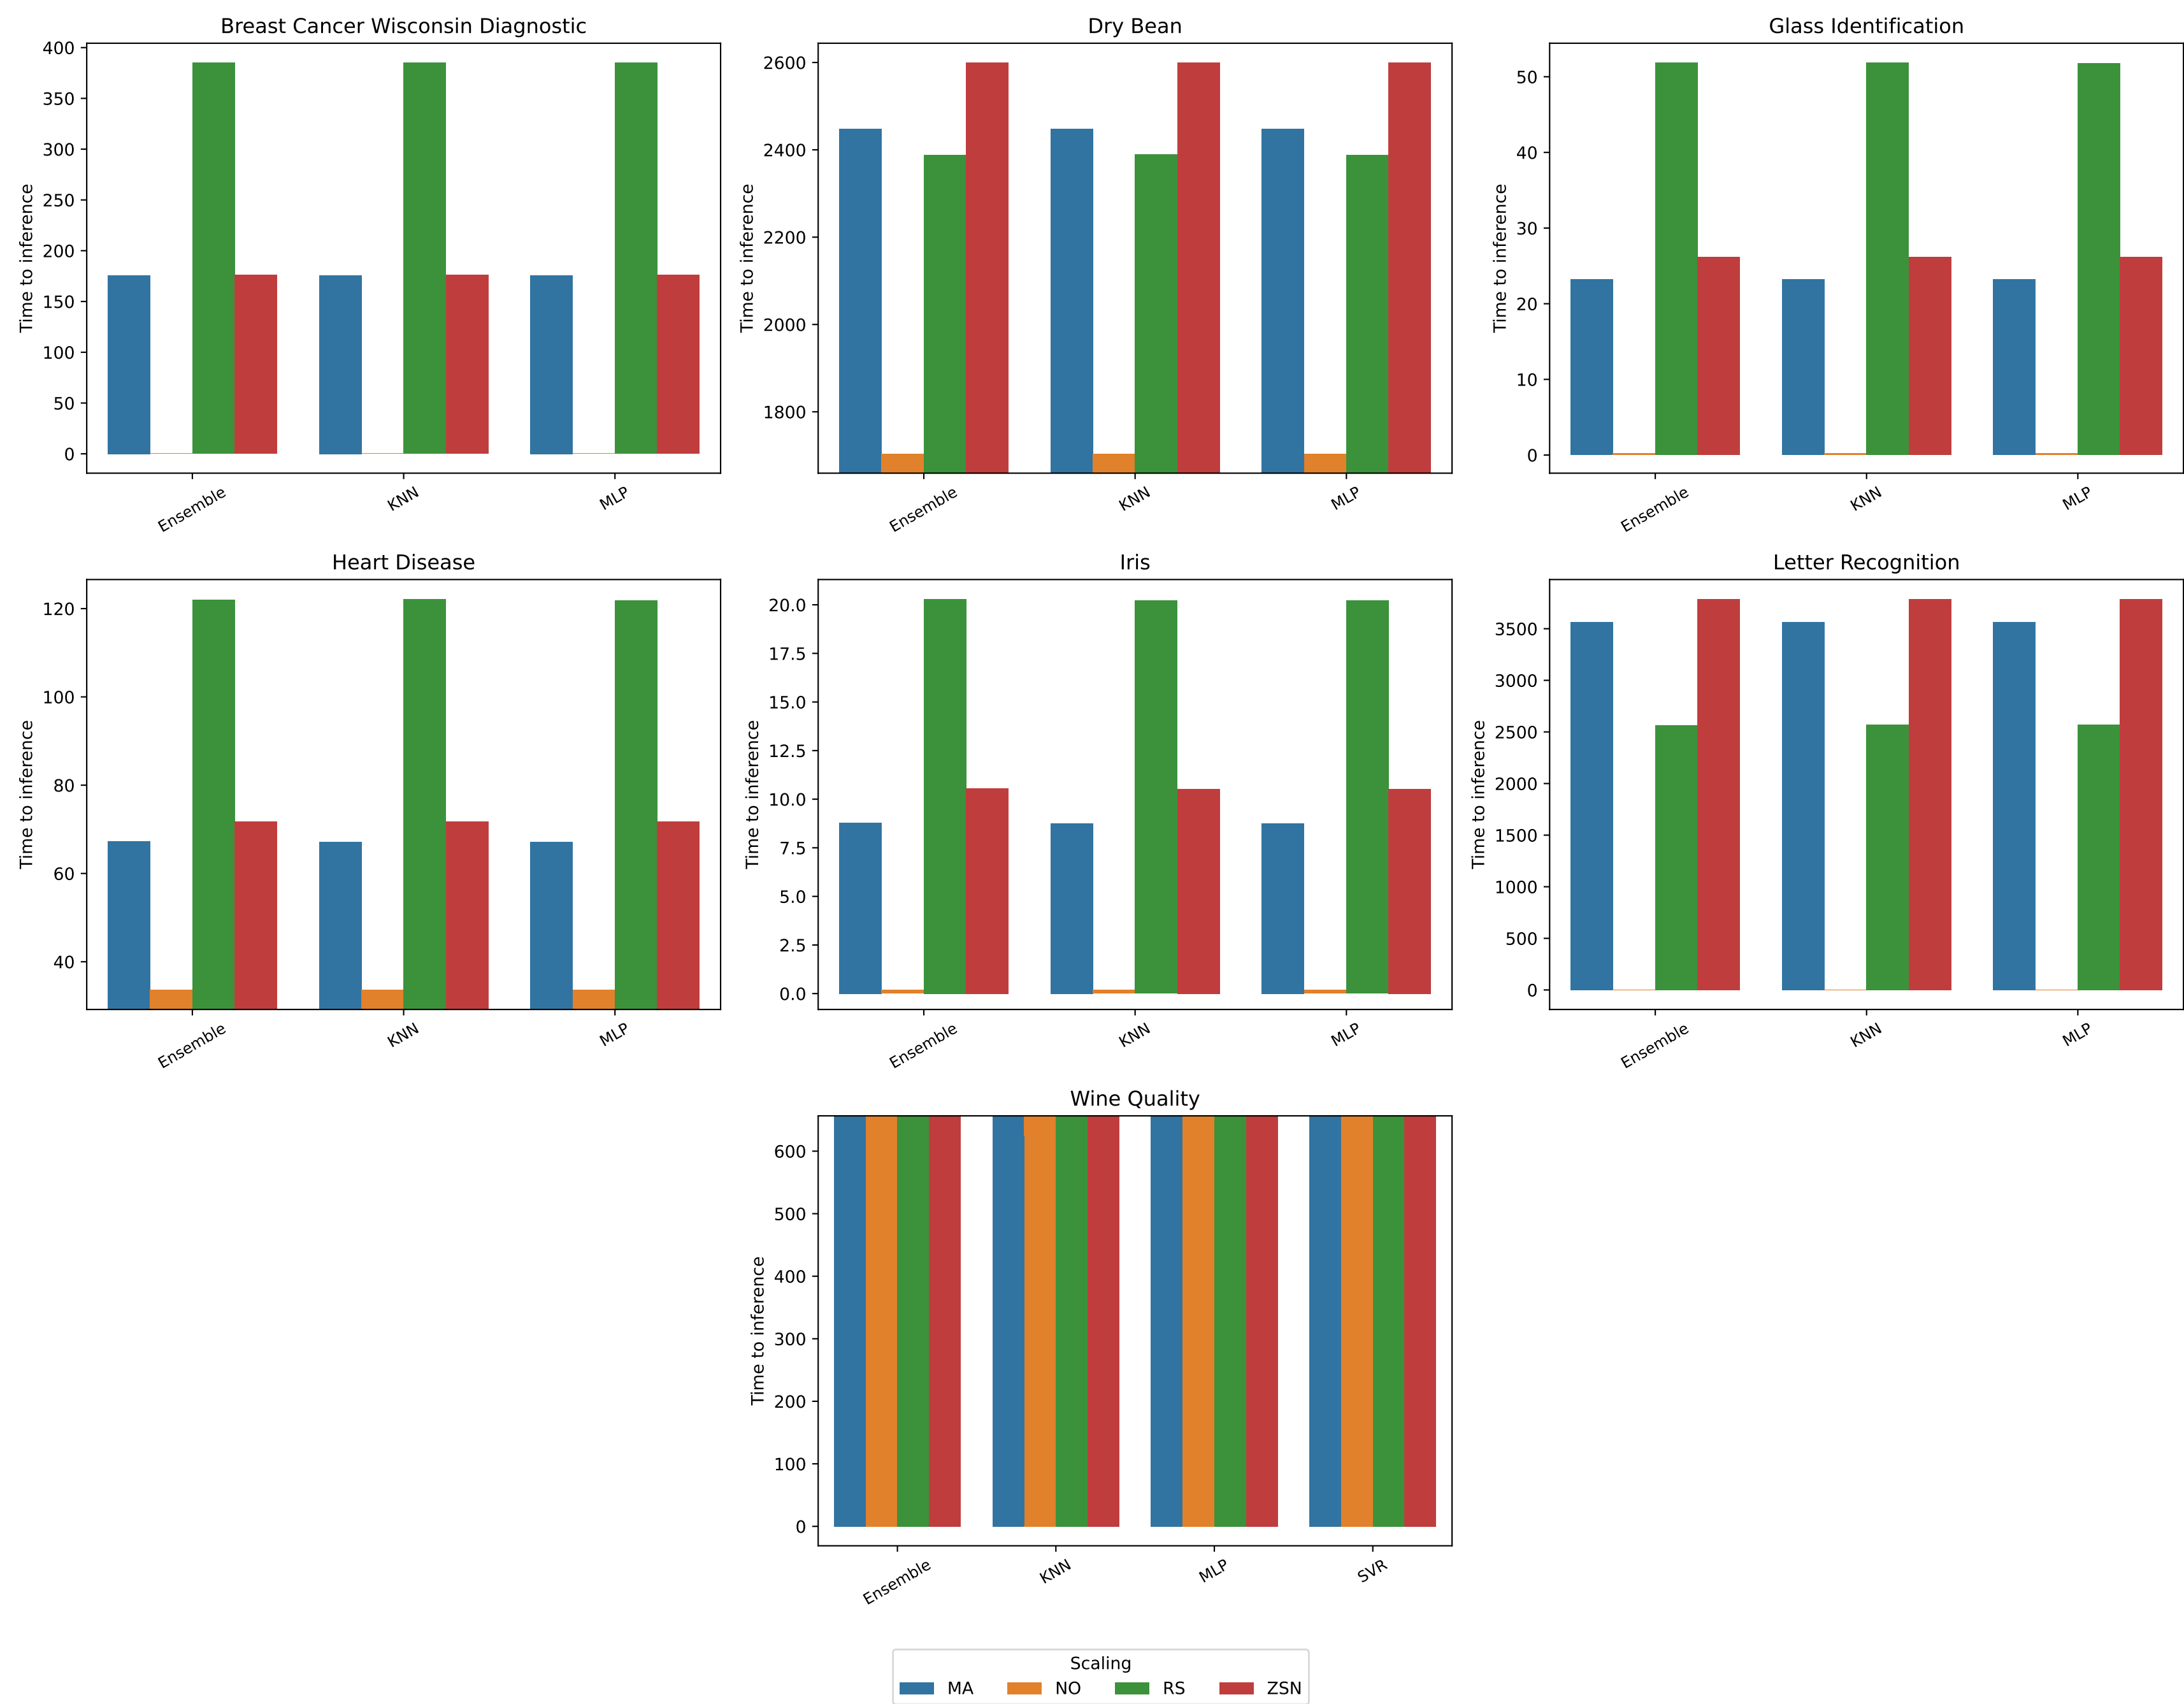 Breast Cancer Wisconsin Diagnostic
Time to inference
400
350
300
250
200
150
100
50
0
Ensemble
KNN
MLP
Dry Bean
Time to inference
2600
2400
2200
2000
1800
Ensemble
KNN
MLP
Glass Identification
Time to inference
50
40
30
20
10
0
Ensemble
KNN
MLP
Heart Disease
Time to inference
120
100
80
60
40
Ensemble
KNN
MLP
Iris
Time to inference
20.0
17.5
15.0
12.5
10.0
7.5
5.0
2.5
0.0
Ensemble
KNN
MLP
Letter Recognition
Time to inference
3500
3000
2500
2000
1500
1000
500
0
Ensemble
KNN
MLP
Wine Quality
Time to inference
600
500
400
300
200
100
0
Ensemble
KNN
MLP
SVR
Scaling
MA NO RS ZSN